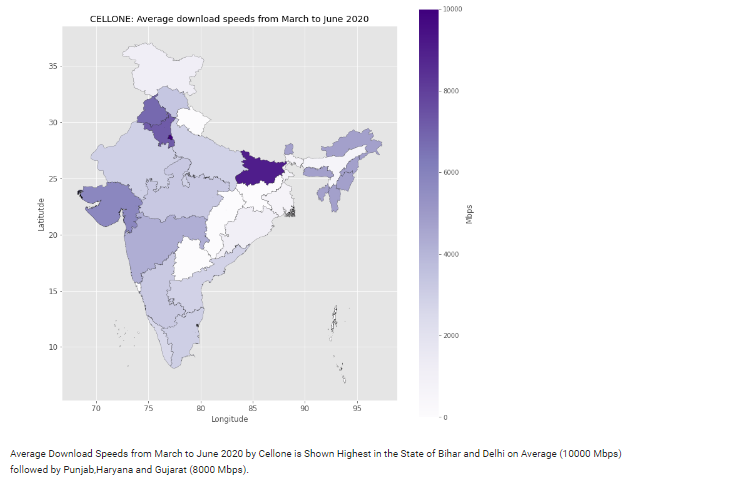 CELLONE: Average download speeds from March to June 2020
10000
8000
6000
4000
2000
0
Mbps
35
30
25
20
15
10
Latitutde
70 75 80 85 90 95
Longitude
Average Download Speeds from March to June 2020 by Cellone is Shown Highest in the State of Bihar and Delhi on Average (10000 Mbps)
followed by Punjab,Haryana and Gujarat (8000 Mbps).